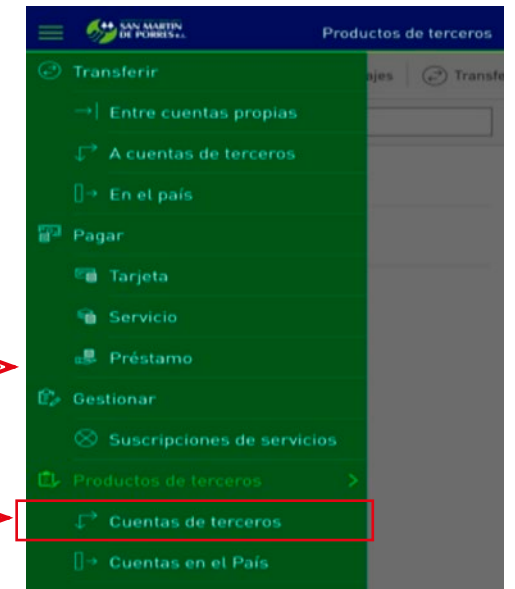 SAN MARTIN
DE PORRES R.L.
Productos de terceros
Transferir
ajes
Transfe
Entre cuentas propias
A cuentas de terceros
En el país
Pagar
Tarjeta
Servicio
Préstamo
Gestionar
Suscripciones de servicios
Productos de terceros
Cuentas de terceros
Cuentas en el País